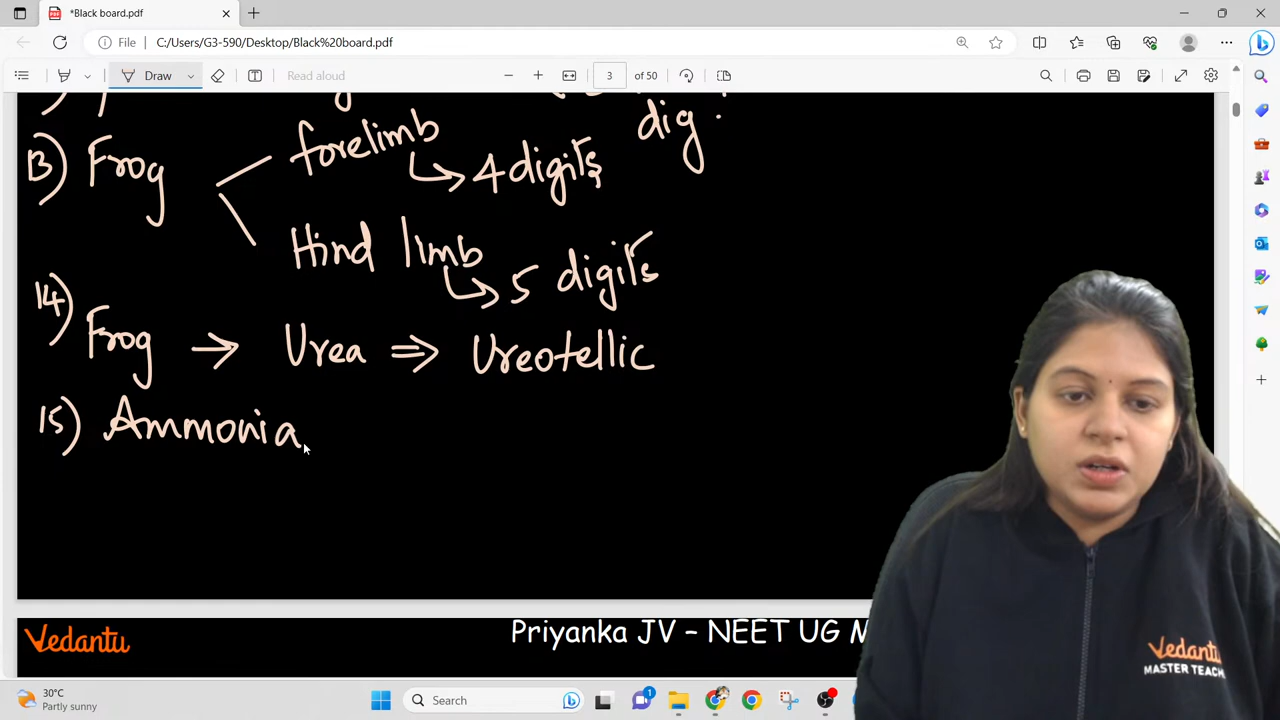 *Black board.pdf
File C:/Users/G3-590/Desktop/Black%20board.pdf
Draw Read aloud 3 of 50
dig
13) Frog forelimb
4 digits
Hind limb
5 digits
14) Frog → Urea ⇒ Ureotellic
15) Ammonia
Vedantu Priyanka JV – NEET UG M
Vedantu
MASTER TEAC
30°C
Partly sunny
Search
1